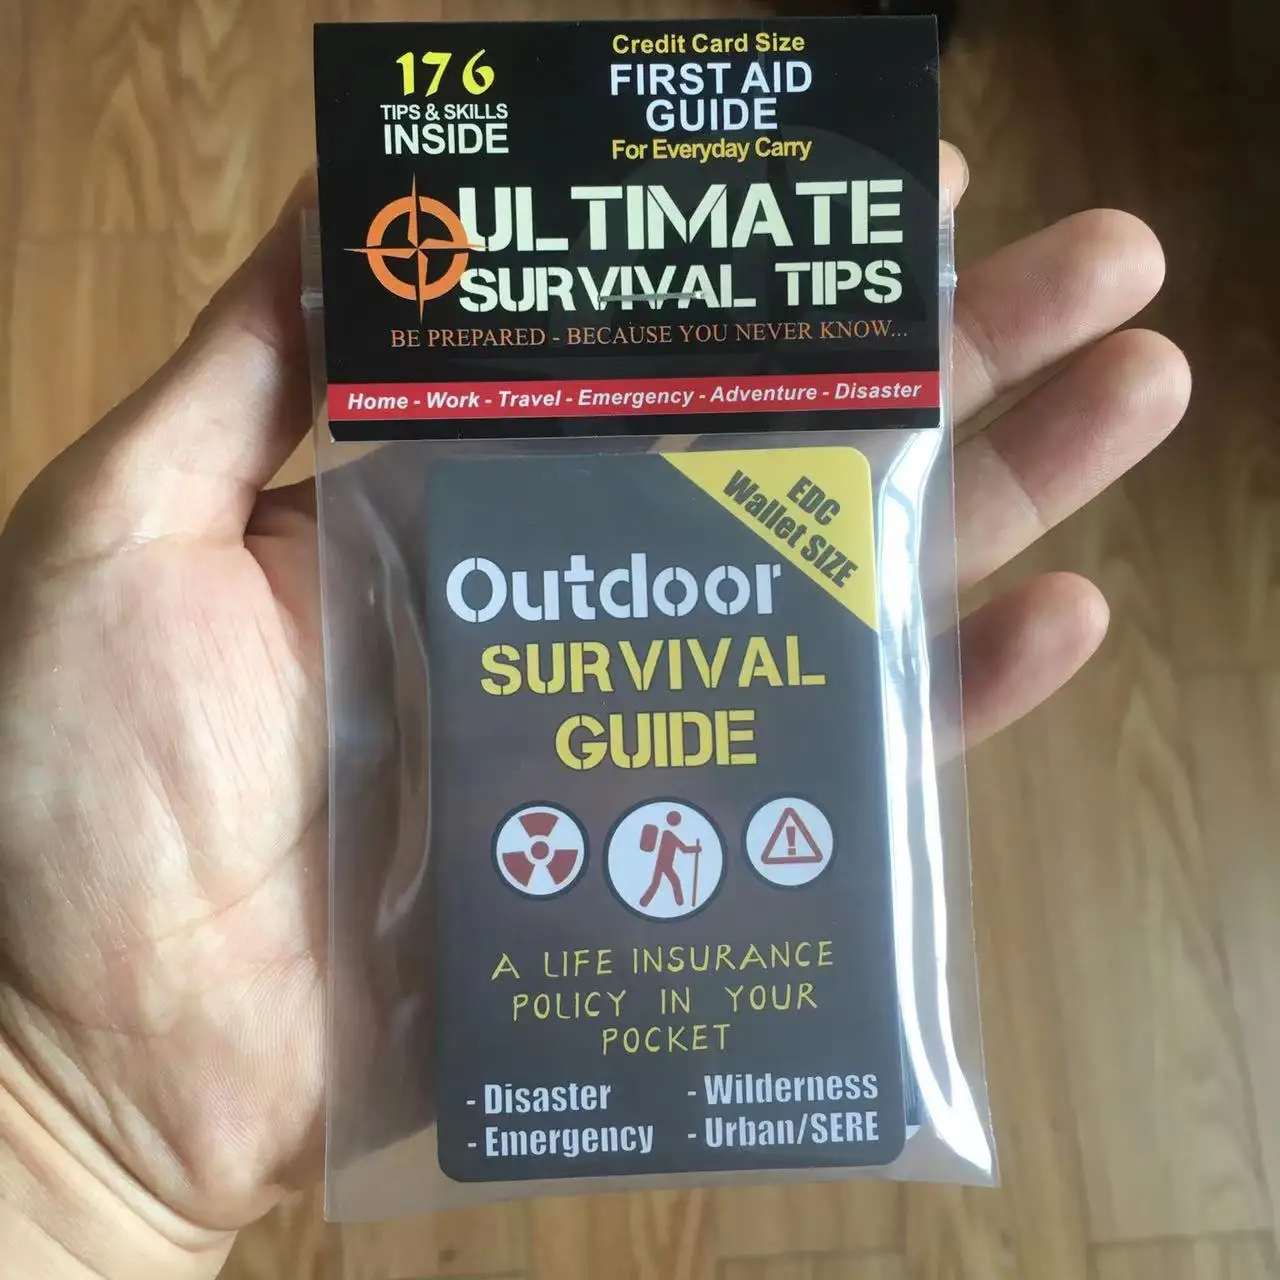 176
TIPS & SKILLS
INSIDE
Credit Card Size
FIRST AID
GUIDE
For Everyday Carry
ULTIMATE
SURVIVAL TIPS
BE PREPARED - BECAUSE YOU NEVER KNOW...
Home - Work - Travel - Emergency - Adventure - Disaster
EDC
Wallet SIZE
Outdoor
SURVIVAL
GUIDE
A LIFE INSURANCE
POLICY IN YOUR
POCKET
- Disaster
- Emergency
- Wilderness
- Urban/SERE